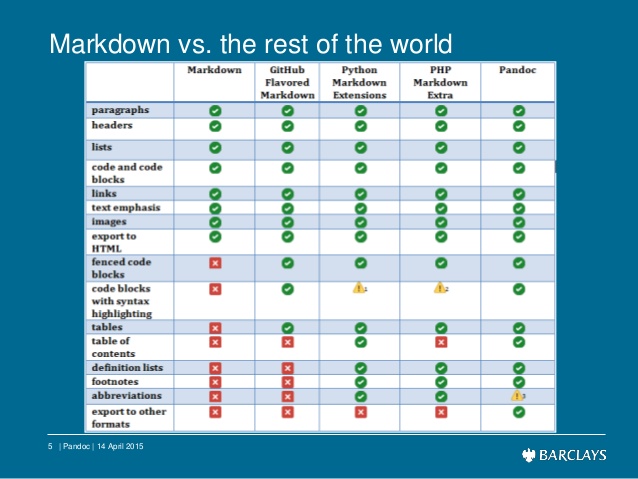 Markdown vs. the rest of the world
Markdown GitHub Flavored Markdown Python Markdown Extensions PHP Markdown Extra Pandoc
paragraphs
headers
lists
code and code
blocks
links
text emphasis
images
export to
HTML
fenced code
blocks
code blocks 1 2
with syntax
highlighting
tables
table of
contents
definition lists
footnotes
abbreviations 3
export to other
formats
5 | Pandoc | 14 April 2015
BARCLAYS